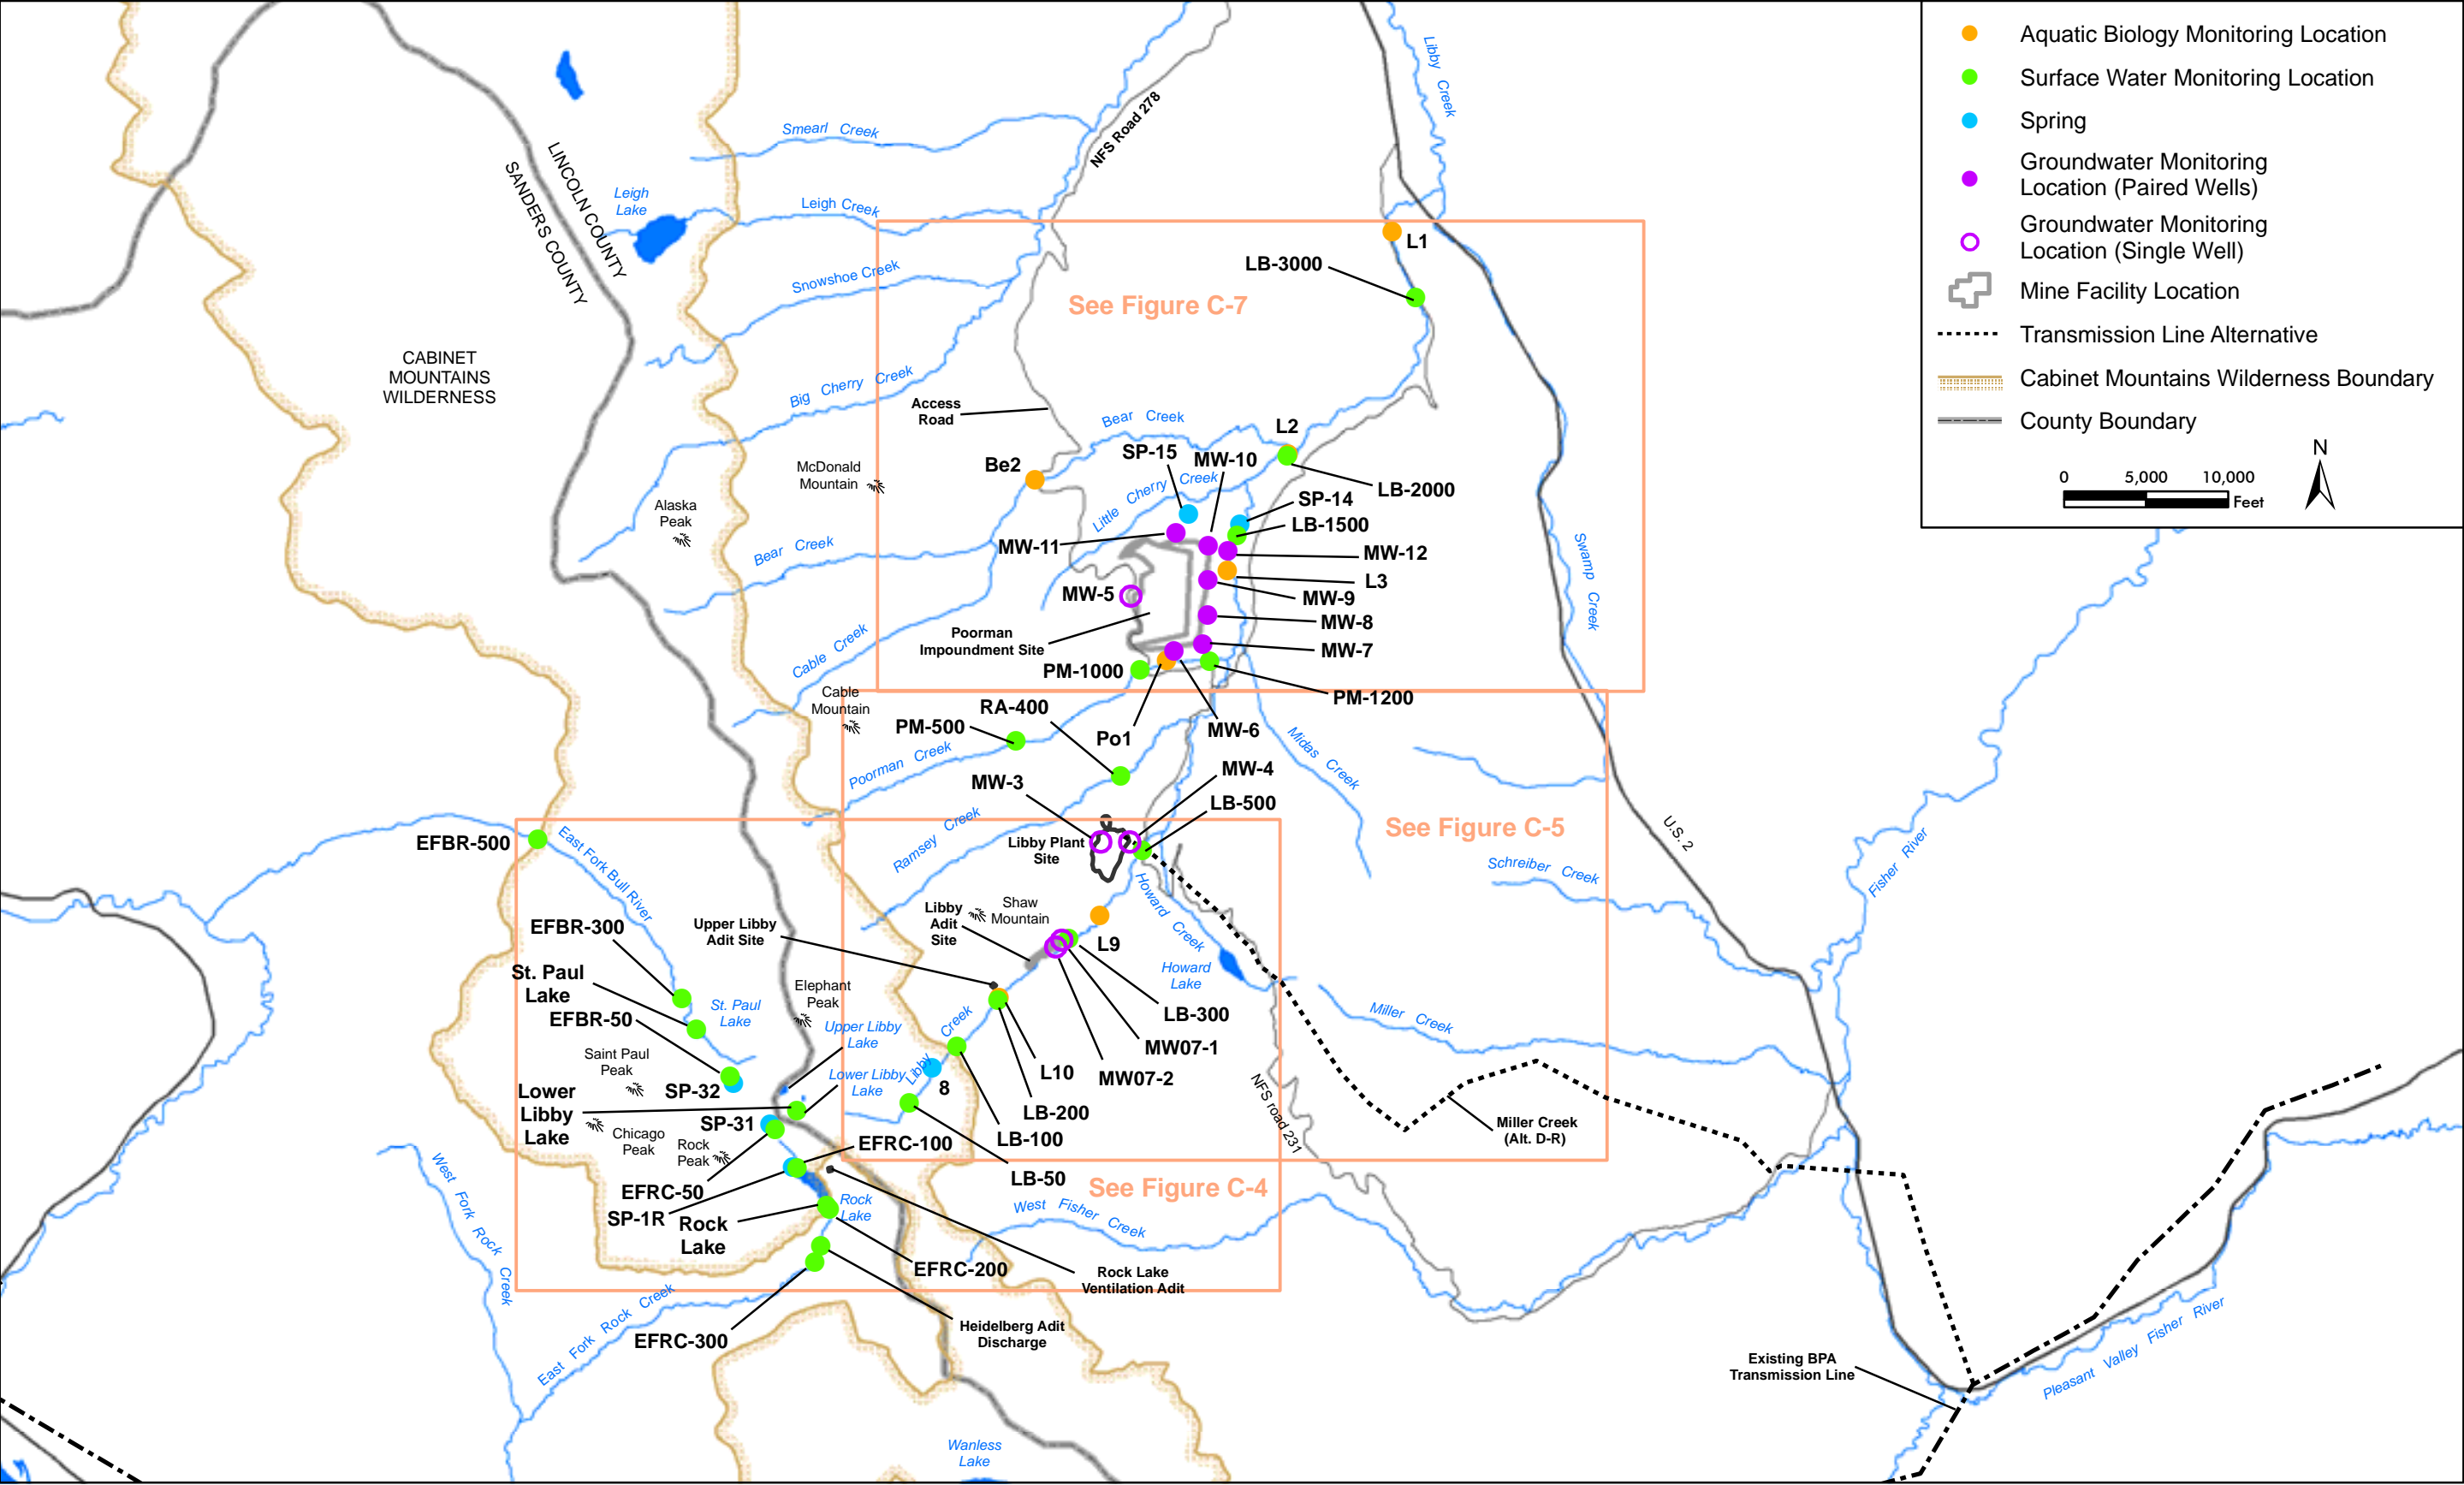 Aquatic Biology Monitoring Location
Surface Water Monitoring Location
Spring
Groundwater Monitoring
Location (Paired Wells)
Groundwater Monitoring
Location (Single Well)
Mine Facility Location
Transmission Line Alternative
Cabinet Mountains Wilderness Boundary
County Boundary
N
0 5,000 10,000
Feet
Libby Creek
NFS Road 278
Smearl Creek
LINCOLN COUNTY
SANDERS COUNTY
Leigh
Lake
Leigh Creek
L1
LB-3000
Snowshoe Creek
See Figure C-7
CABINET
MOUNTAINS
WILDERNESS
Big Cherry Creek
Access
Road
Bear Creek
L2
SP-15
MW-10
Be2
McDonald
Mountain
Little Cherry Creek
LB-2000
SP-14
Alaska
Peak
LB-1500
Bear Creek
MW-11
MW-12
L3
Swamp Creek
MW-5
MW-9
MW-8
Poorman
Impoundment Site
Cable Creek
MW-7
PM-1000
PM-1200
Cable
Mountain
RA-400
PM-500
Po1
MW-6
Poorman Creek
Midas Creek
MW-3
MW-4
LB-500
See Figure C-5
U.S. 2
EFBR-500
East Fork Bull River
Ramsey Creek
Libby Plant
Site
Schreiber Creek
Fisher River
Howard Creek
EFBR-300
Upper Libby
Adit Site
Libby
Adit
Site
Shaw
Mountain
L9
St. Paul
Lake
St. Paul
Lake
Elephant
Peak
Howard
Lake
EFBR-50
Upper Libby
Lake
Libby Creek
LB-300
Miller Creek
Saint Paul
Peak
MW07-1
SP-32
Lower Libby
Lake
8
L10
MW07-2
NFS road 231
Lower
Libby
Lake
SP-31
LB-200
Chicago
Peak
Rock
Peak
EFRC-100
LB-100
Miller Creek
(Alt. D-R)
West Fork Rock Creek
EFRC-50
LB-50
See Figure C-4
SP-1R
Rock
Lake
Rock
Lake
West Fisher Creek
EFRC-200
Rock Lake
Ventilation Adit
East Fork Rock Creek
EFRC-300
Heidelberg Adit
Discharge
Existing BPA
Transmission Line
Pleasant Valley Fisher River
Wanless
Lake